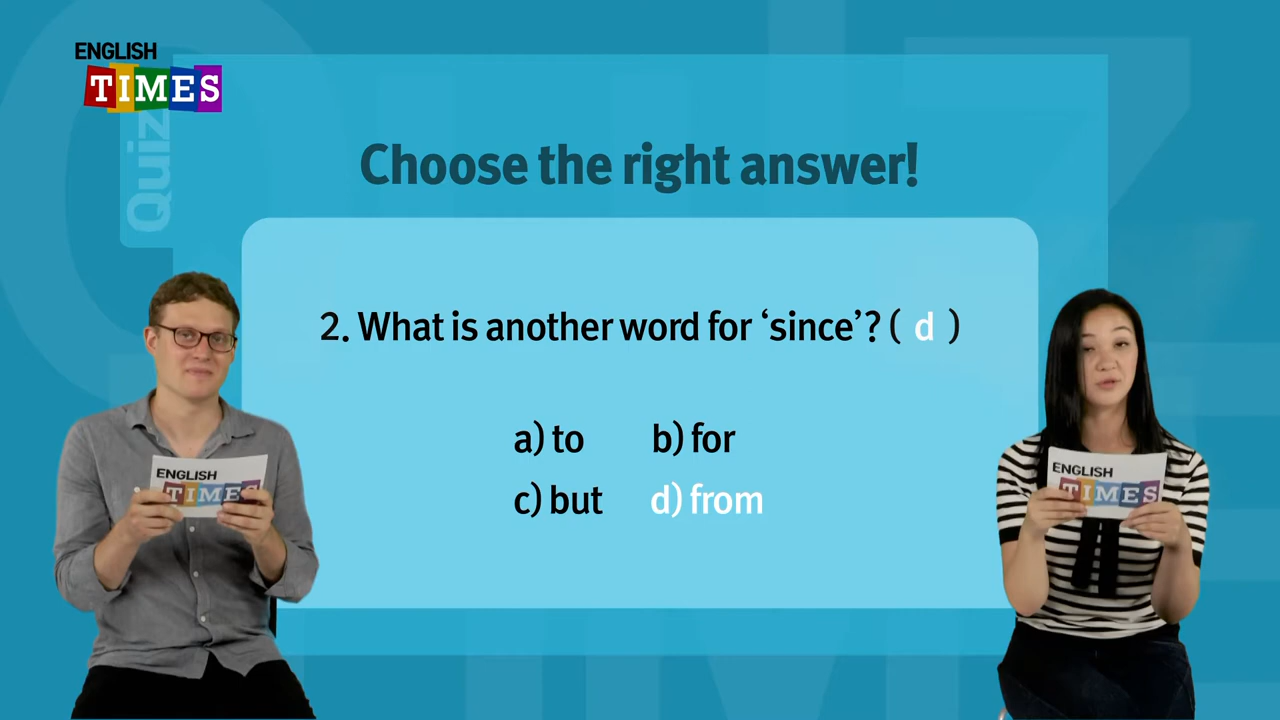 ENGLISH
TIMES
Quiz
Choose the right answer!
2. What is another word for ‘since’? ( d )
a) to b) for
c) but d) from
ENGLISH
TIMES
ENGLISH
TIMES